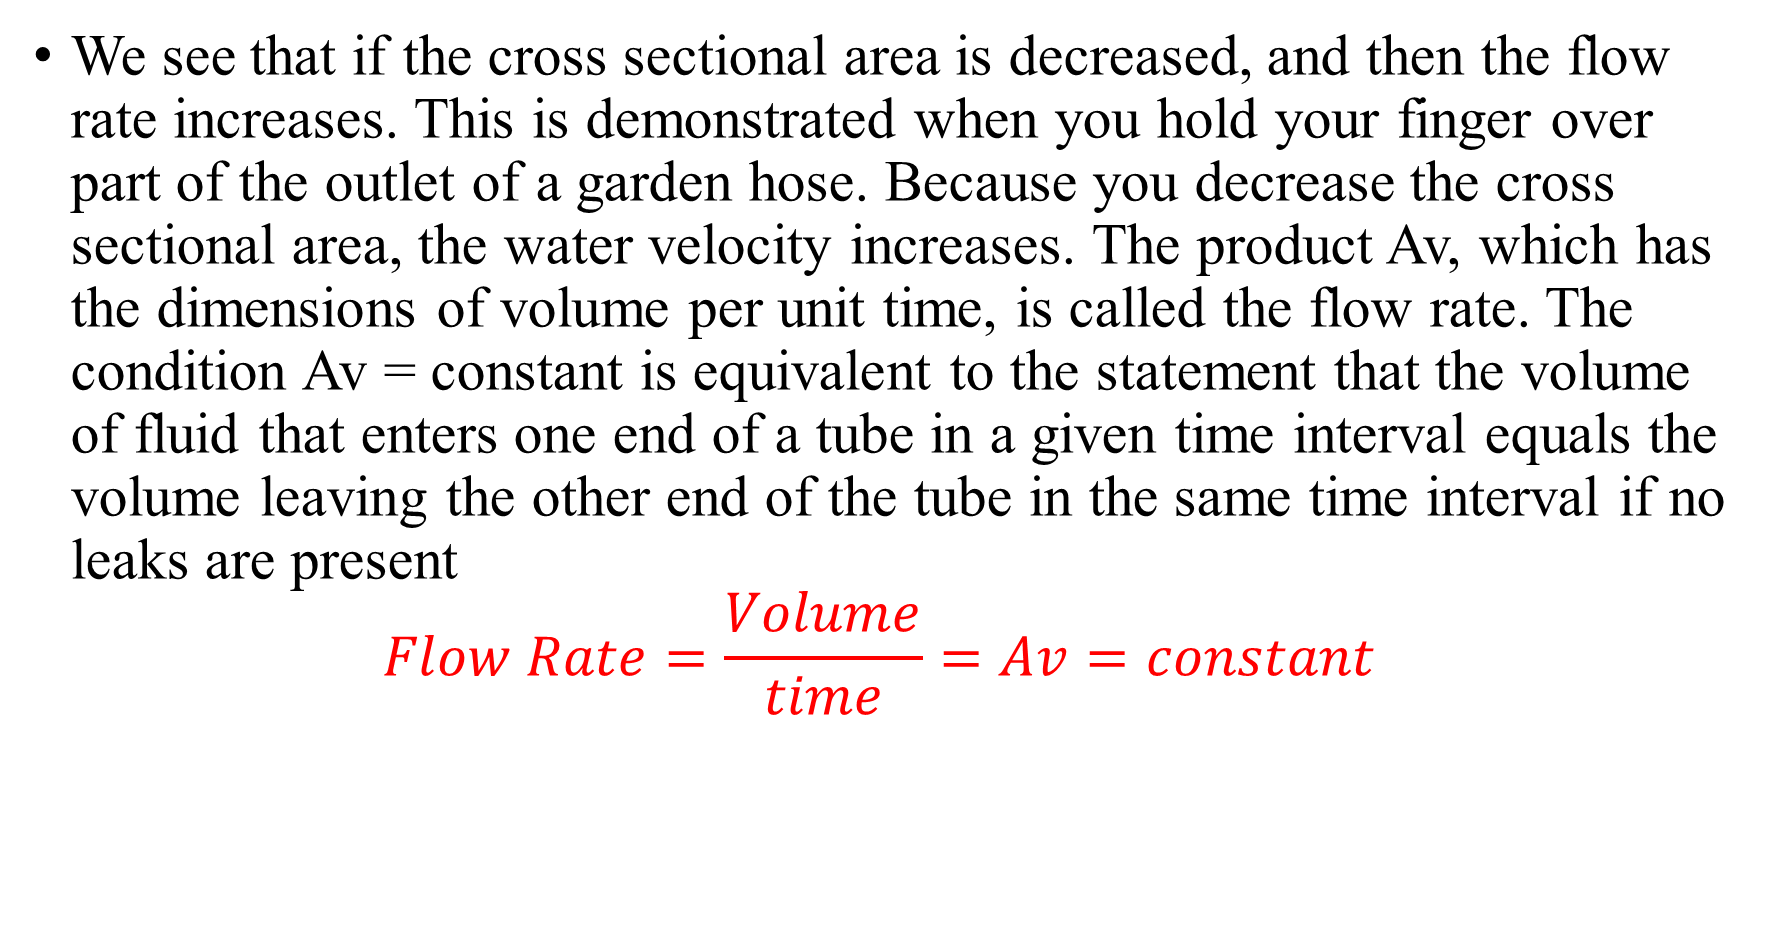 • We see that if the cross sectional area is decreased, and then the flow
rate increases. This is demonstrated when you hold your finger over
part of the outlet of a garden hose. Because you decrease the cross
sectional area, the water velocity increases. The product Av, which has
the dimensions of volume per unit time, is called the flow rate. The
condition Av = constant is equivalent to the statement that the volume
of fluid that enters one end of a tube in a given time interval equals the
volume leaving the other end of the tube in the same time interval if no
leaks are present
Flow Rate = Volume / time = Av = constant